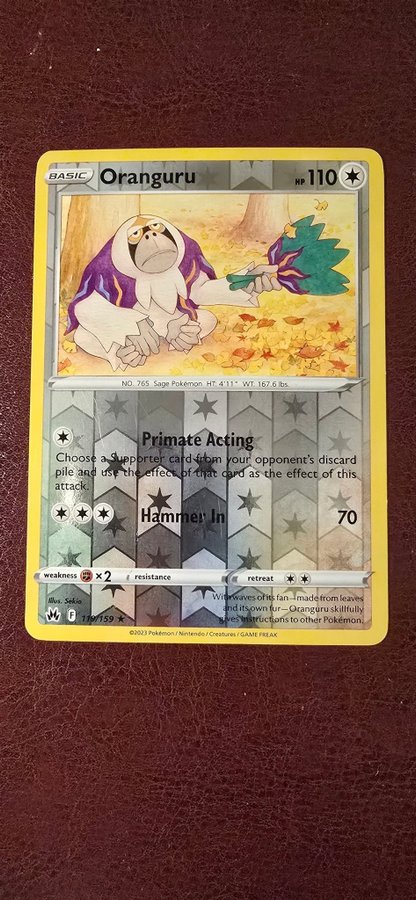 BASIC Oranguru HP 110
NO. 765 Sage Pokémon HT: 4'11" WT: 167.6 lbs.
Primate Acting
Choose a Supporter card from your opponent's discard
pile and use the effect of that card as the effect of this
attack.
Hammer In 70
weakness ×2 resistance retreat
Illus. Sekio
F 119/159 ★
With waves of its fan—made from leaves
and its own fur—Oranguru skillfully
gives instructions to other Pokémon.
©2023 Pokémon / Nintendo / Creatures / GAME FREAK